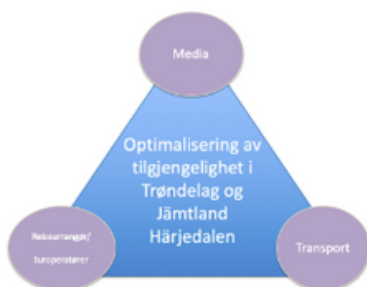 Media
Optimalisering av
tilgjengelighet i
Trøndelag og
Jämtland
Härjedalen
Reisearrangør/
turoperatører
Transport